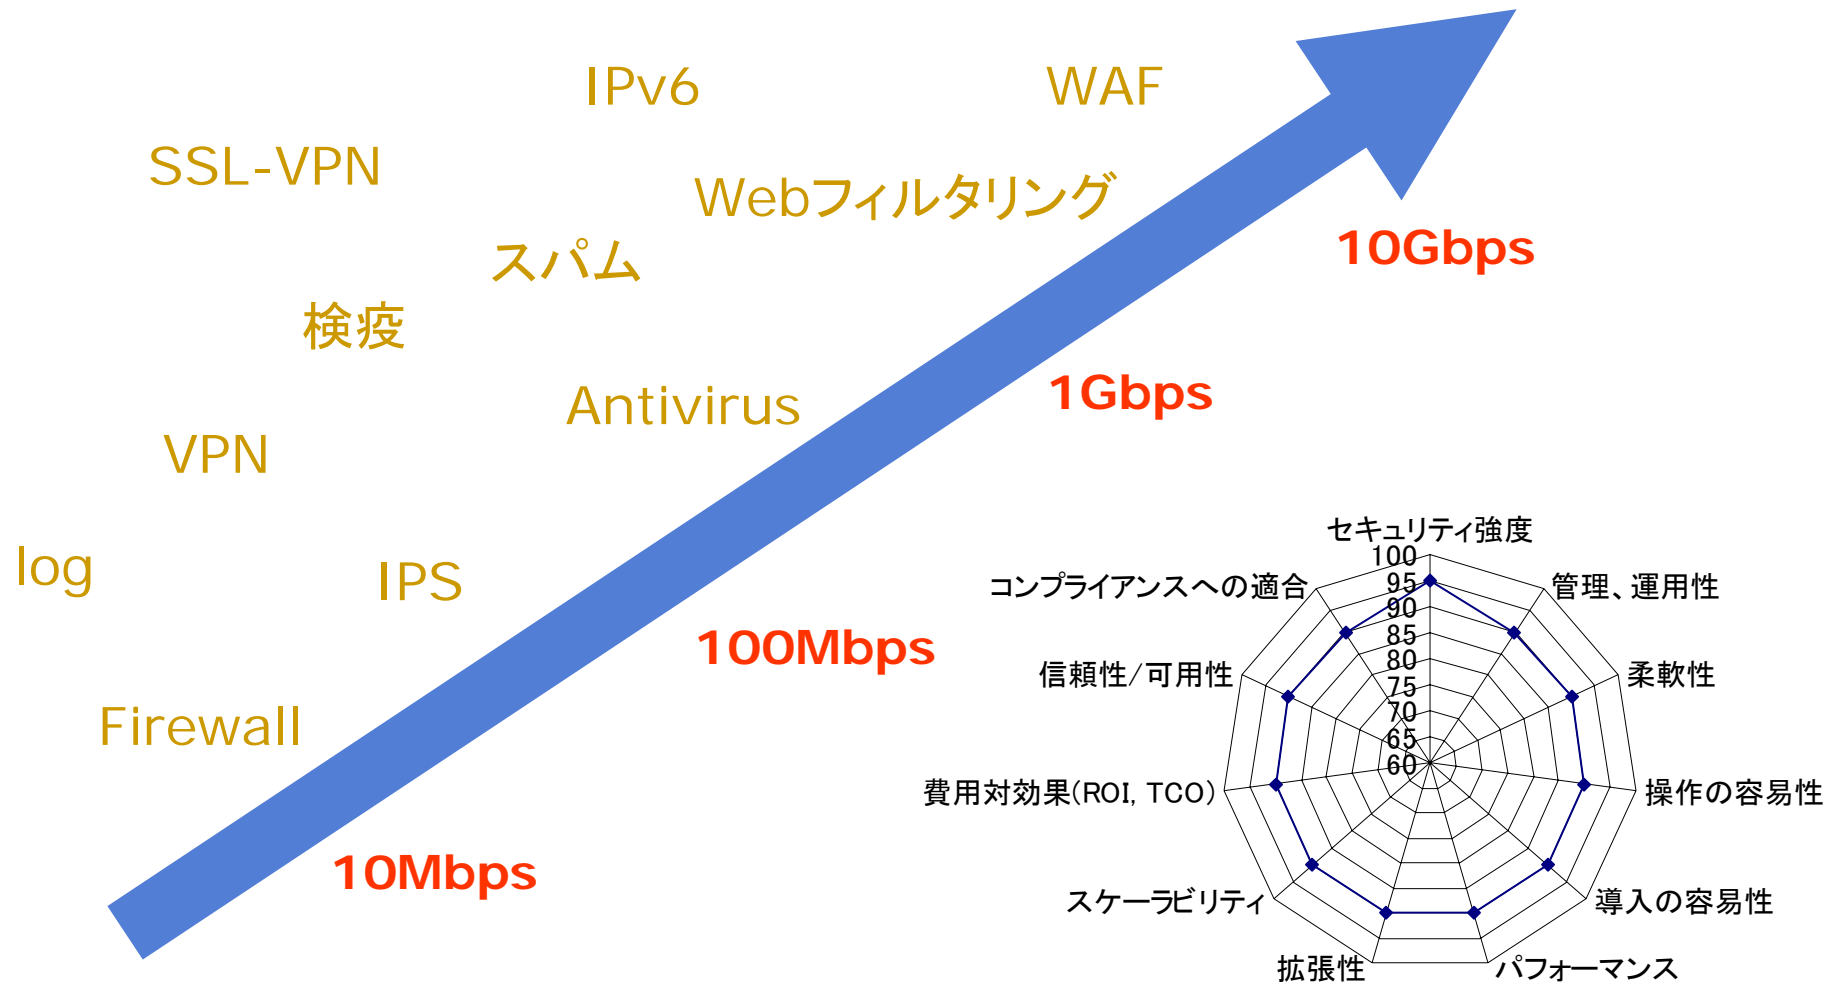 IPv6
WAF
SSL-VPN
Webフィルタリング
スパム
10Gbps
検疫
1Gbps
Antivirus
VPN
log
IPS
100Mbps
Firewall
10Mbps
セキュリティ強度
100
95
90
85
80
75
70
65
60
管理、運用性
柔軟性
操作の容易性
導入の容易性
パフォーマンス
拡張性
スケーラビリティ
費用対効果(ROI, TCO)
信頼性/可用性
コンプライアンスへの適合